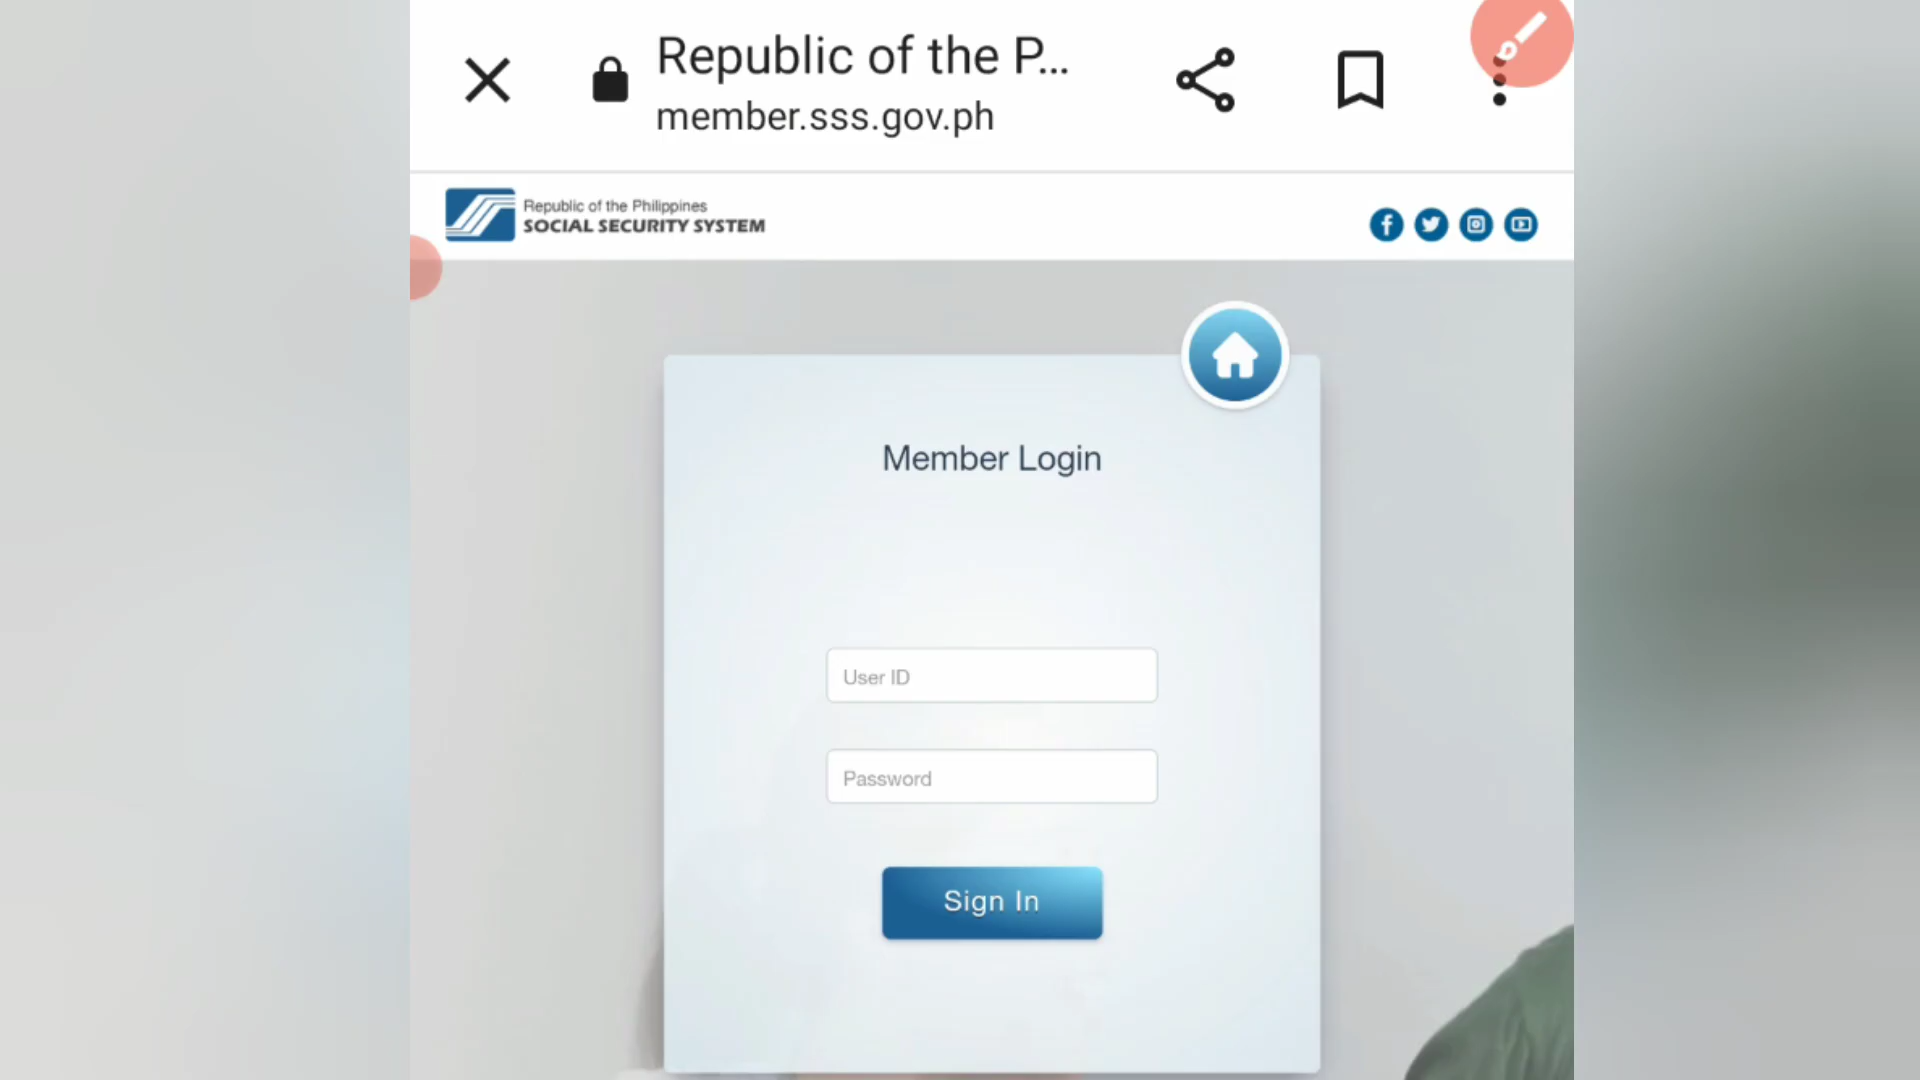 Republic of the P...
member.sss.gov.ph
Republic of the Philippines
SOCIAL SECURITY SYSTEM
Member Login
User ID
Password
Sign In